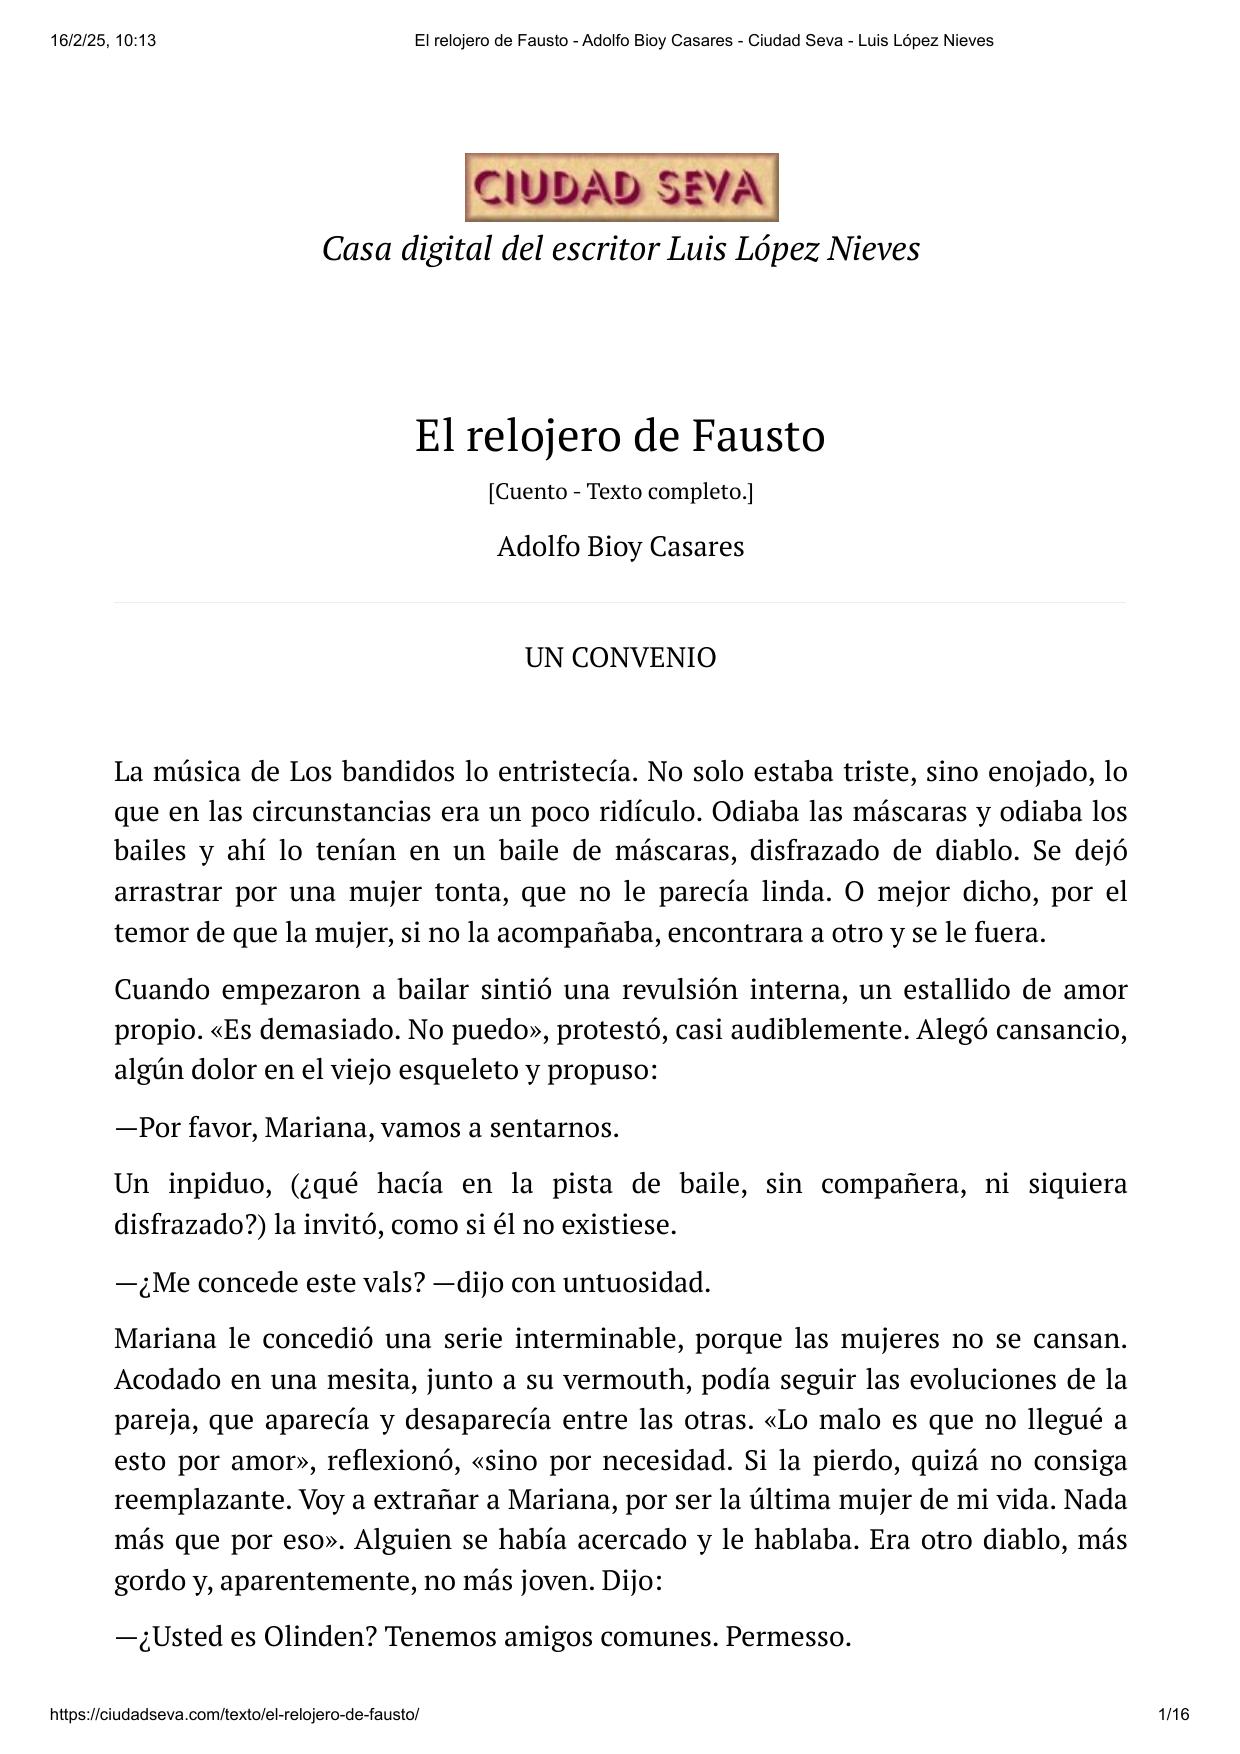 16/2/25, 10:13 El relojero de Fausto - Adolfo Bioy Casares - Ciudad Seva - Luis López Nieves
CIUDAD SEVA
Casa digital del escritor Luis López Nieves
El relojero de Fausto
[Cuento - Texto completo.]
Adolfo Bioy Casares
UN CONVENIO
La música de Los bandidos lo entristecía. No solo estaba triste, sino enojado, lo
que en las circunstancias era un poco ridículo. Odiaba las máscaras y odiaba los
bailes y ahí lo tenían en un baile de máscaras, disfrazado de diablo. Se dejó
arrastrar por una mujer tonta, que no le parecía linda. O mejor dicho, por el
temor de que la mujer, si no la acompañaba, encontrara a otro y se le fuera.
Cuando empezaron a bailar sintió una revulsión interna, un estallido de amor
propio. «Es demasiado. No puedo», protestó, casi audiblemente. Alegó cansancio,
algún dolor en el viejo esqueleto y propuso:
—Por favor, Mariana, vamos a sentarnos.
Un inpiduo, (¿qué hacía en la pista de baile, sin compañera, ni siquiera
disfrazado?) la invitó, como si él no existiese.
—¿Me concede este vals? —dijo con untuosidad.
Mariana le concedió una serie interminable, porque las mujeres no se cansan.
Acodado en una mesita, junto a su vermouth, podía seguir las evoluciones de la
pareja, que aparecía y desaparecía entre las otras. «Lo malo es que no llegué a
esto por amor», reflexionó, «sino por necesidad. Si la pierdo, quizá no consiga
reemplazante. Voy a extrañar a Mariana, por ser la última mujer de mi vida. Nada
más que por eso». Alguien se había acercado y le hablaba. Era otro diablo, más
gordo y, aparentemente, no más joven. Dijo:
—¿Usted es Olinden? Tenemos amigos comunes. Permesso.
https://ciudadseva.com/texto/el-relojero-de-fausto/ 1/16